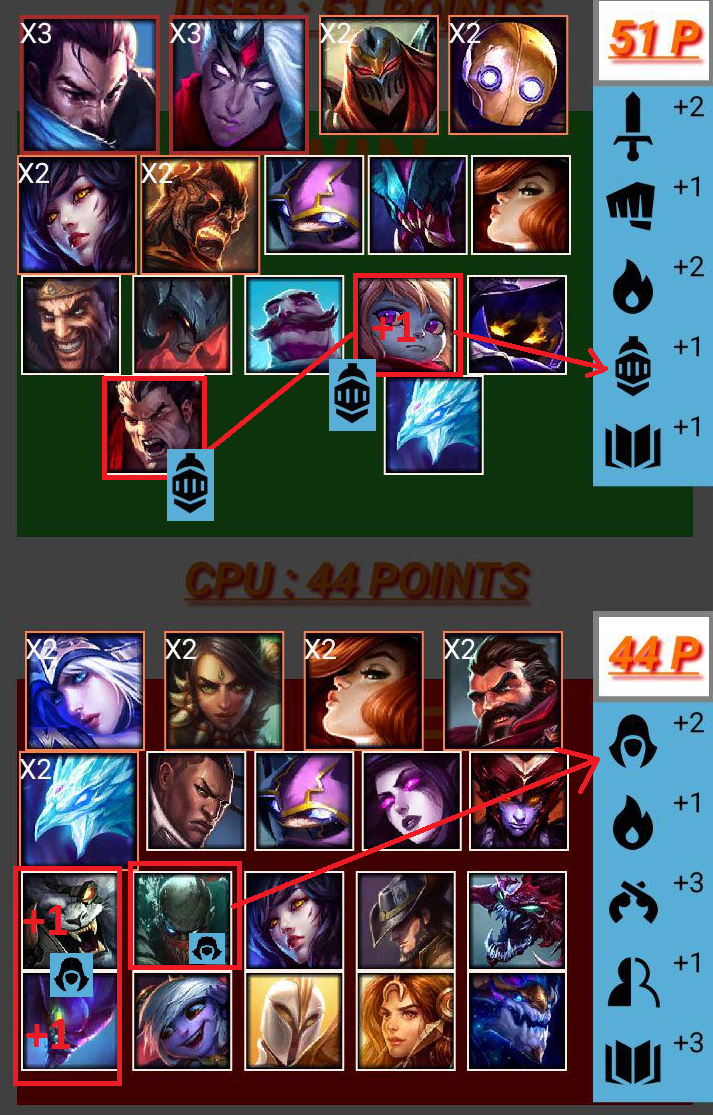 USER : 51 POINTS
51 P
X3
X3
X2
X2
+2
WIN
X2
X2
+1
+2
+1
+1
+1
CPU : 44 POINTS
44 P
X2
X2
X2
X2
+2
X2
+1
+1
+3
+1
+1
+3